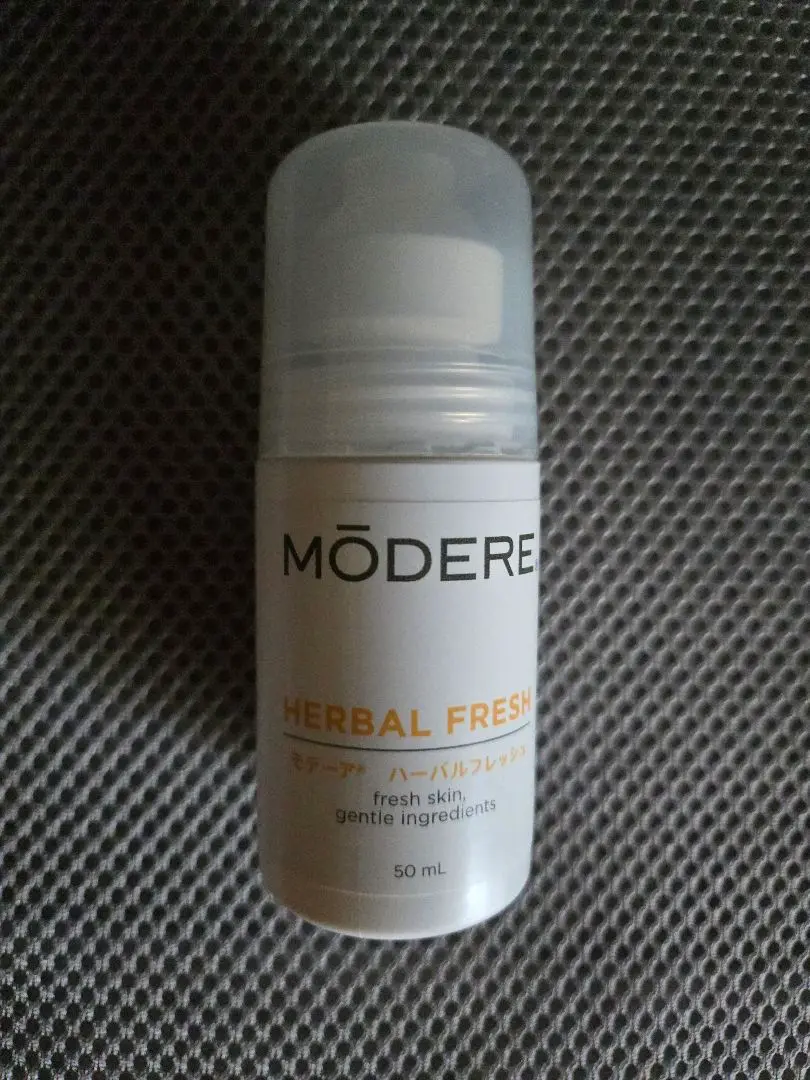 MŌDERE®
HERBAL FRESH
モデーア® ハーバルフレッシュ
fresh skin,
gentle ingredients
50 mL